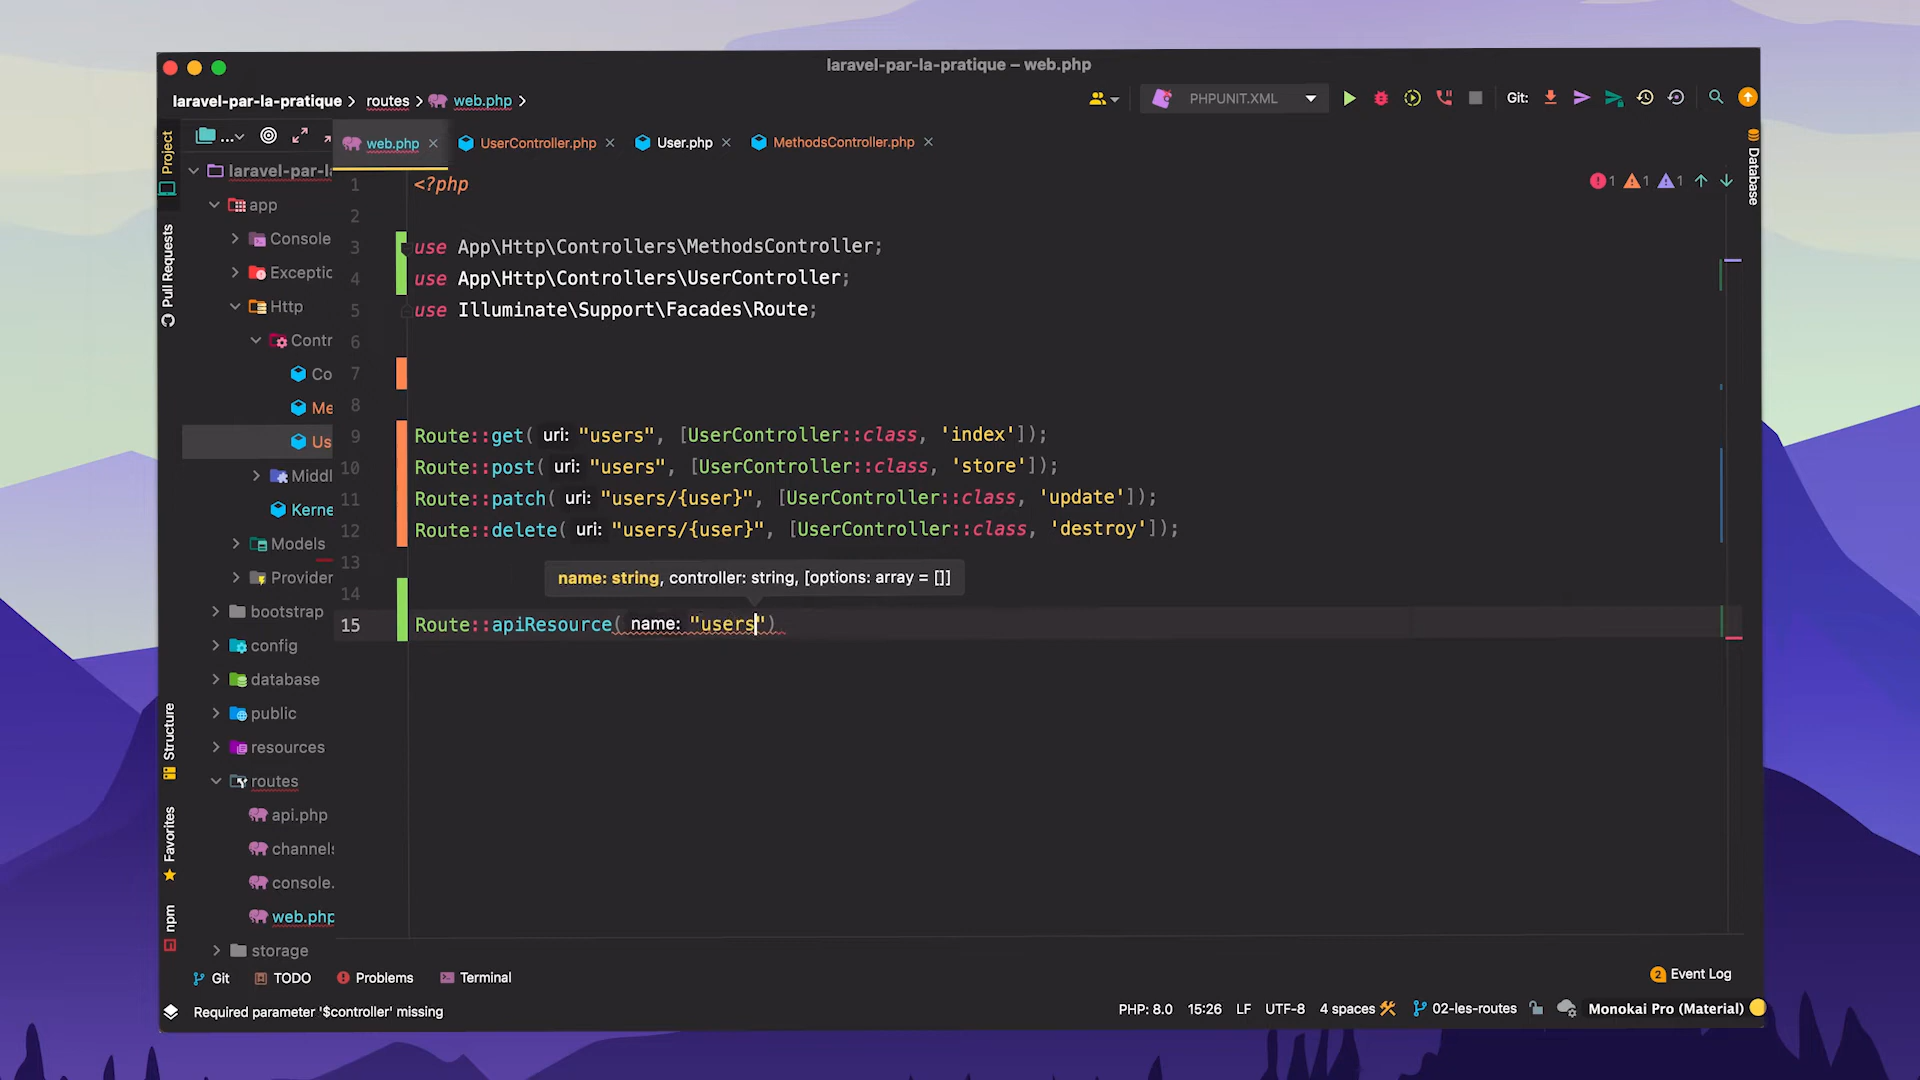 laravel-par-la-pratique – web.php
laravel-par-la-pratique routes web.php
PHPUNIT.XML
Git:
Project
Pull Requests
Structure
Favorites
npm
Database
... 
web.php
UserController.php
User.php
MethodsController.php
laravel-par-l
app
Console
Exceptic
Http
Contr
Co
Me
Us
Middl
Kerne
Models
Provider
bootstrap
config
database
public
resources
routes
api.php
channel
console.
web.php
storage
1 <?php
2
3 use App\Http\Controllers\MethodsController;
4 use App\Http\Controllers\UserController;
5 use Illuminate\Support\Facades\Route;
6
7
8
9 Route::get( uri: "users", [UserController::class, 'index']);
10 Route::post( uri: "users", [UserController::class, 'store']);
11 Route::patch( uri: "users/{user}", [UserController::class, 'update']);
12 Route::delete( uri: "users/{user}", [UserController::class, 'destroy']);
13
name: string, controller: string, [options: array = []]
14
15 Route::apiResource( name: "users")
1 1 1
Git TODO Problems Terminal
2 Event Log
Required parameter '$controller' missing
PHP: 8.0 15:26 LF UTF-8 4 spaces 02-les-routes Monokai Pro (Material)